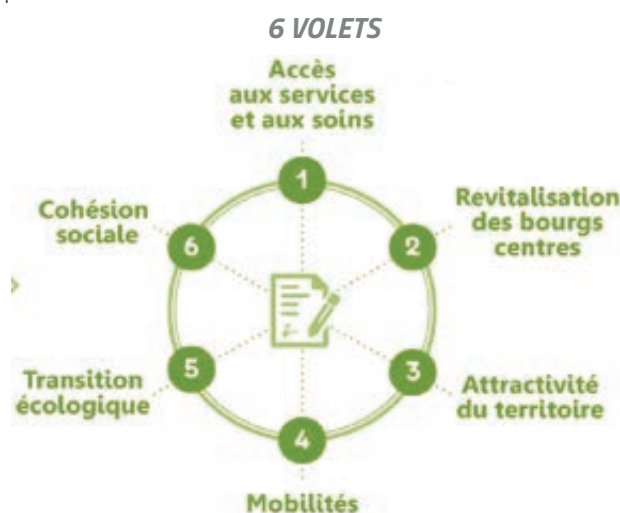 6 VOLETS
Accès
aux services
et aux soins
1
Revitalisation
des bourgs
centres
2
Attractivité
du territoire
3
4
Mobilités
Transition
écologique
5
Cohésion
sociale
6